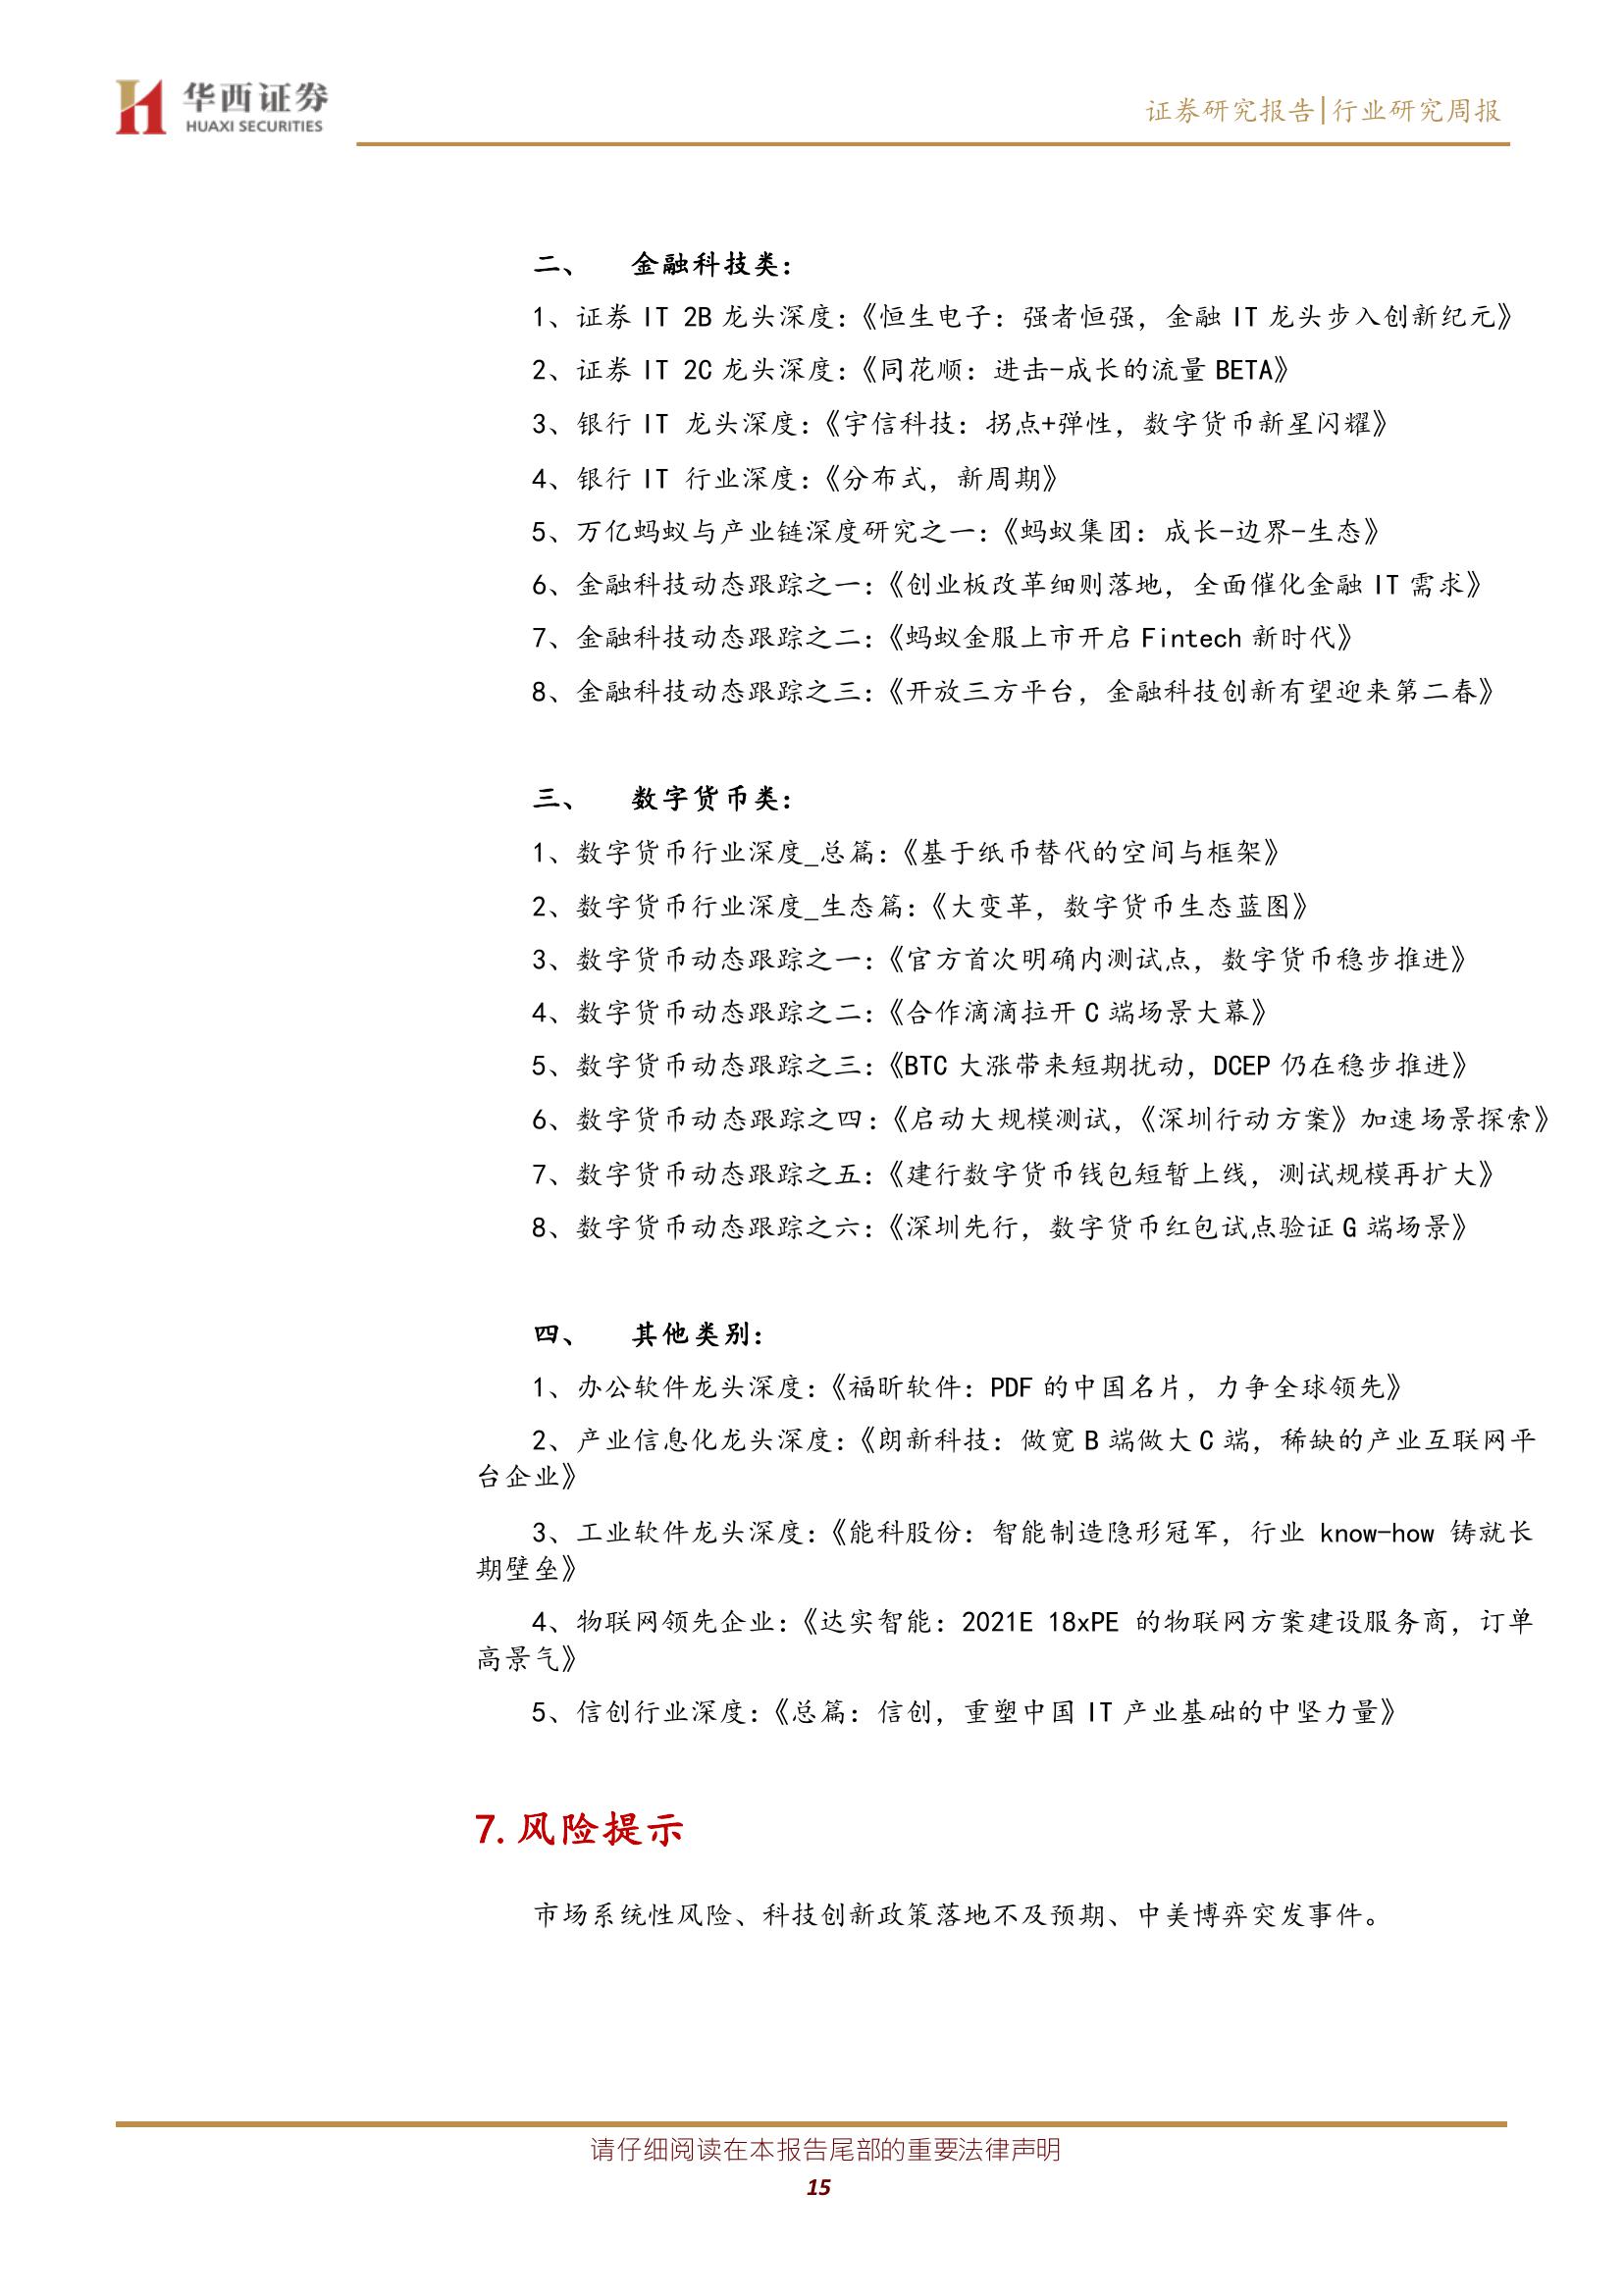 华西证券
HUAXI SECURITIES
证券研究报告|行业研究周报
二、 金融科技类：
1、证券 IT 2B 龙头深度：《恒生电子：强者恒强，金融 IT 龙头步入创新纪元》
2、证券 IT 2C 龙头深度：《同花顺：进击-成长的流量 BETA》
3、银行 IT 龙头深度：《宇信科技：拐点+弹性，数字货币新星闪耀》
4、银行 IT 行业深度：《分布式，新周期》
5、万亿蚂蚁与产业链深度研究之一：《蚂蚁集团：成长-边界-生态》
6、金融科技动态跟踪之一：《创业板改革细则落地，全面催化金融 IT 需求》
7、金融科技动态跟踪之二：《蚂蚁金服上市开启 Fintech 新时代》
8、金融科技动态跟踪之三：《开放三方平台，金融科技创新有望迎来第二春》
三、 数字货币类：
1、数字货币行业深度_总篇：《基于纸币替代的空间与框架》
2、数字货币行业深度_生态篇：《大变革，数字货币生态蓝图》
3、数字货币动态跟踪之一：《官方首次明确内测试点，数字货币稳步推进》
4、数字货币动态跟踪之二：《合作滴滴拉开 C 端场景大幕》
5、数字货币动态跟踪之三：《BTC 大涨带来短期扰动，DCEP 仍在稳步推进》
6、数字货币动态跟踪之四：《启动大规模测试，《深圳行动方案》加速场景探索》
7、数字货币动态跟踪之五：《建行数字货币钱包短暂上线，测试规模再扩大》
8、数字货币动态跟踪之六：《深圳先行，数字货币红包试点验证 G 端场景》
四、 其他类别：
1、办公软件龙头深度：《福昕软件：PDF 的中国名片，力争全球领先》
2、产业信息化龙头深度：《朗新科技：做宽 B 端做大 C 端，稀缺的产业互联网平
台企业》
3、工业软件龙头深度：《能科股份：智能制造隐形冠军，行业 know-how 铸就长
期壁垒》
4、物联网领先企业：《达实智能：2021E 18xPE 的物联网方案建设服务商，订单
高景气》
5、信创行业深度：《总篇：信创，重塑中国 IT 产业基础的中坚力量》
7. 风险提示
市场系统性风险、科技创新政策落地不及预期、中美博弈突发事件。
请仔细阅读在本报告尾部的重要法律声明
15